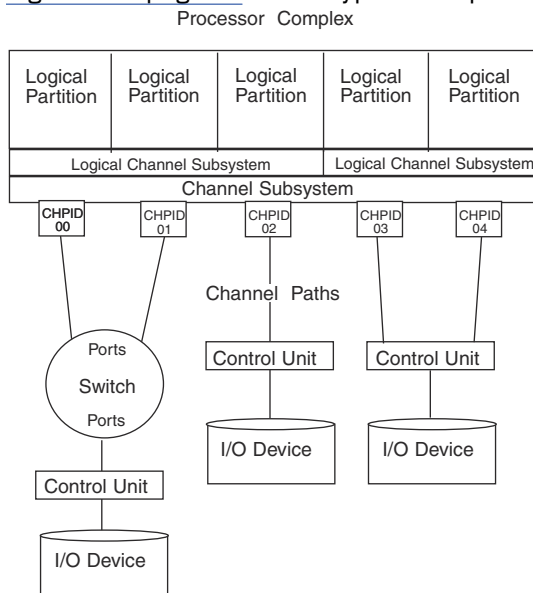 Processor Complex
Logical Partition
Logical Partition
Logical Partition
Logical Partition
Logical Partition
Logical Channel Subsystem
Logical Channel Subsystem
Channel Subsystem
CHPID 00
CHPID 01
CHPID 02
CHPID 03
CHPID 04
Channel Paths
Ports
Switch
Ports
Control Unit
Control Unit
I/O Device
I/O Device
Control Unit
I/O Device